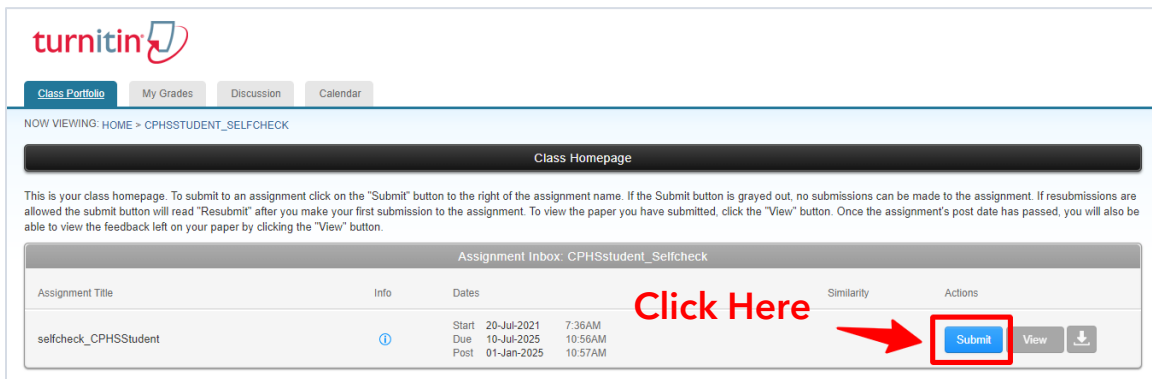 turnitin
Class Portfolio My Grades Discussion Calendar
NOW VIEWING: HOME > CPHSSTUDENT_SELFCHECK
Class Homepage
This is your class homepage. To submit to an assignment click on the "Submit" button to the right of the assignment name. If the Submit button is grayed out, no submissions can be made to the assignment. If resubmissions are
allowed the submit button will read "Resubmit" after you make your first submission to the assignment. To view the paper you have submitted, click the "View" button. Once the assignment's post date has passed, you will also be
able to view the feedback left on your paper by clicking the "View" button.
Assignment Inbox: CPHSstudent_Selfcheck
Assignment Title Info Dates Similarity Actions
Click Here
Start 20-Jul-2021 7:36AM
selfcheck_CPHSStudent Due 10-Jul-2025 10:56AM Submit View
Post 01-Jan-2025 10:57AM